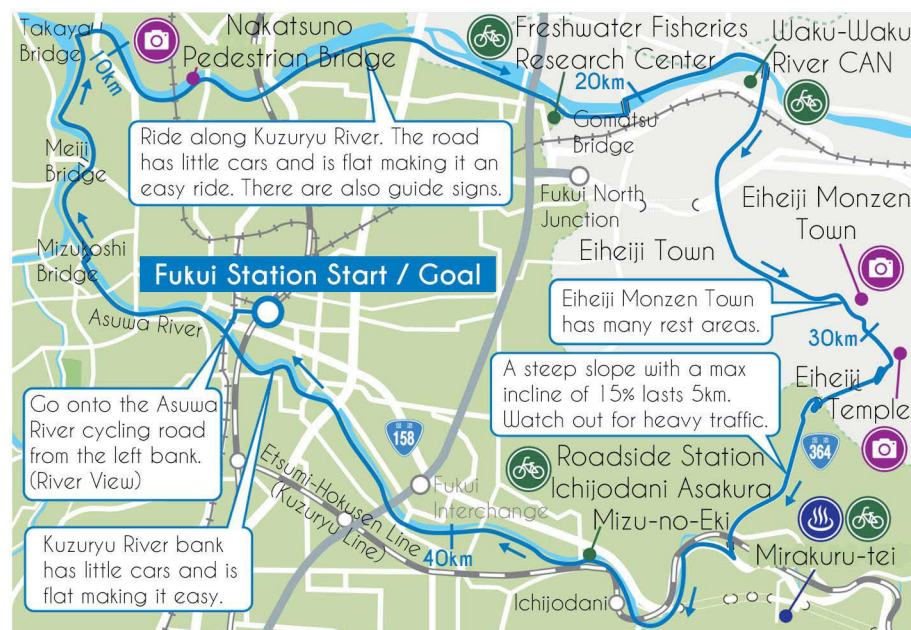 Takaya
Bridge
10km
Nakatsuno
Pedestrian Bridge
Freshwater Fisheries
Research Center
Waku-Waku
River CAN
20km
Gomatsu
Bridge
Ride along Kuzuryu River. The road
has little cars and is flat making it an
easy ride. There are also guide signs.
Meiji
Bridge
Fukui North
Junction
Eiheiji Monzen
Town
Eiheiji Town
Mizukoshi
Bridge
Fukui Station Start / Goal
Asuwa River
Eiheiji Monzen Town
has many rest areas.
30km
A steep slope with a max
incline of 15% lasts 5km.
Watch out for heavy traffic.
Eiheiji
Temple
Go onto the Asuwa
River cycling road
from the left bank.
(River View)
国道
158
国道
364
Roadside Station
Ichijodani Asakura
Mizu-no-Eki
Etsumi-Hokusen Line
(Kuzuryu Line)
Fukui
Interchange
40km
Kuzuryu River bank
has little cars and is
flat making it easy.
Mirakuru-tei
Ichijodani